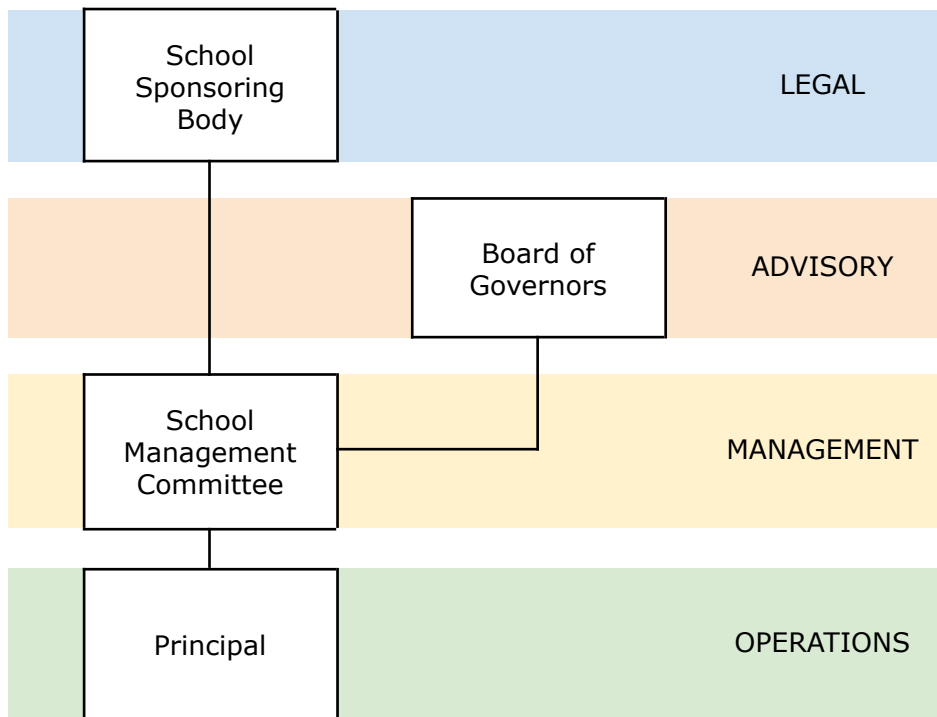 School
Sponsoring
Body
LEGAL
Board of
Governors
ADVISORY
School
Management
Committee
MANAGEMENT
Principal
OPERATIONS